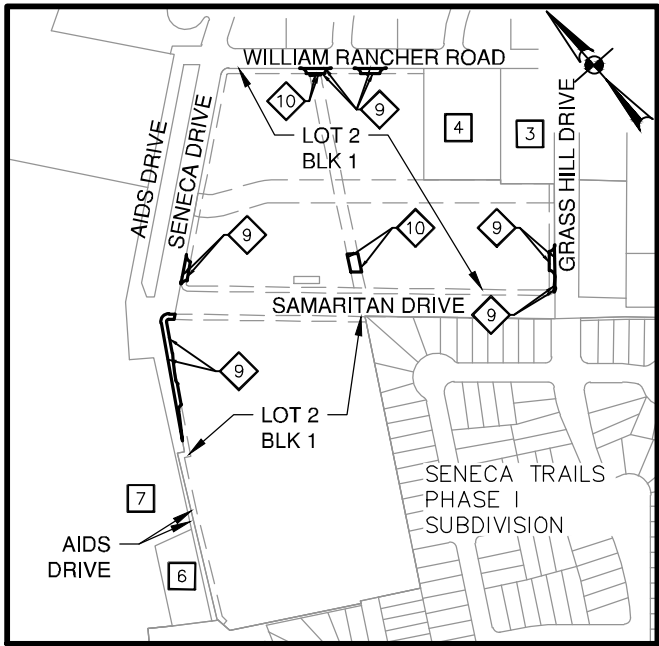 WILLIAM RANCHER ROAD
AIDS DRIVE
SENECA DRIVE
10
9
LOT 2
BLK 1
4
3
GRASS HILL DRIVE
9
10
9
SAMARITAN DRIVE
9
9
LOT 2
BLK 1
SENECA TRAILS
PHASE I
SUBDIVISION
7
AIDS
DRIVE
6